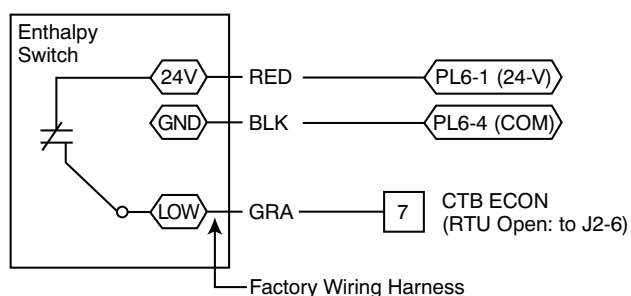 Enthalpy
Switch
24V RED PL6-1 (24-V)
GND BLK PL6-4 (COM)
LOW GRA 7 CTB ECON
(RTU Open: to J2-6)
Factory Wiring Harness